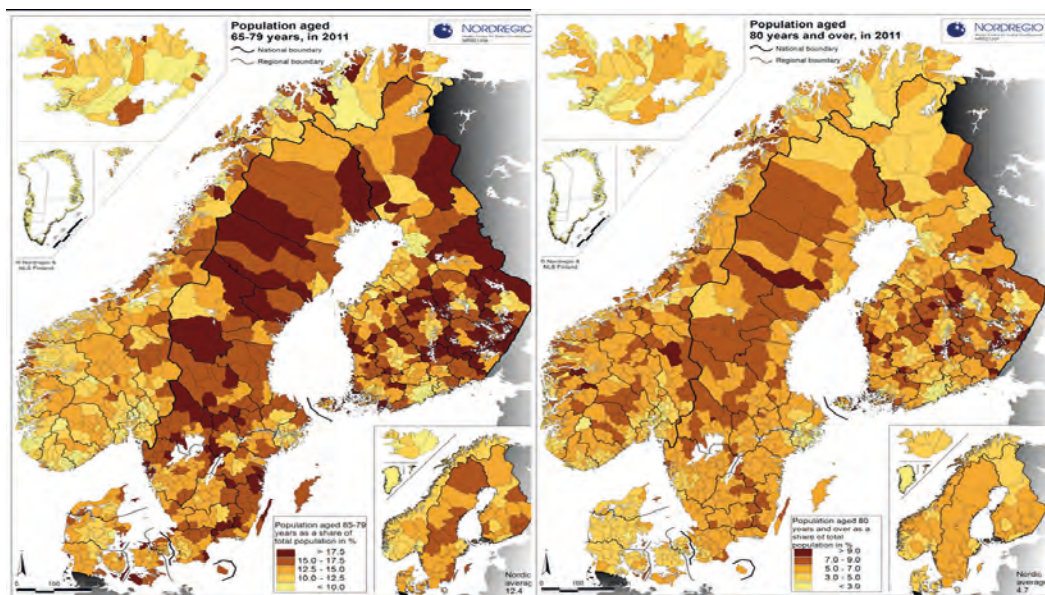 Population aged
65-79 years, in 2011
NORDREGIO
National boundary
Regional boundary
© Nordregio &
NLS Finland
Population aged 65-79
years as a share of
total population in %
> 17.5
15.0 - 17.5
12.5 - 15.0
10.0 - 12.5
< 10.0
Nordic
average
12.4
Population aged
80 years and over, in 2011
NORDREGIO
National boundary
Regional boundary
© Nordregio &
NLS Finland
Population aged 80
years and over as a
share of total
population in %
> 9.0
7.0 - 9.0
5.0 - 7.0
3.0 - 5.0
< 3.0
Nordic
average
4.7